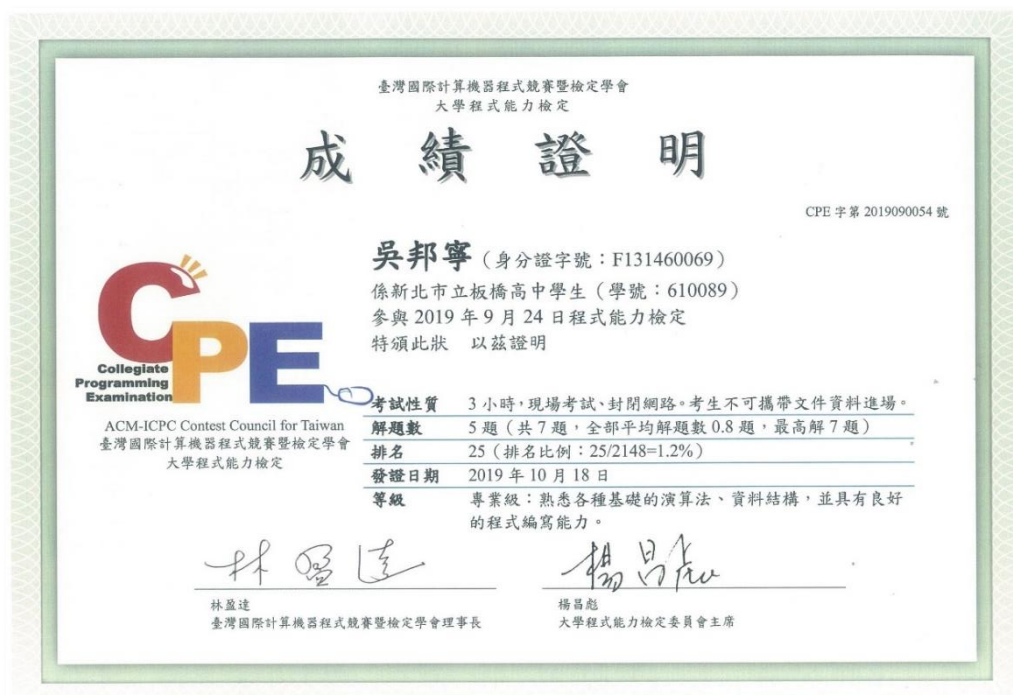 臺灣國際計算機器程式競賽暨檢定學會
大學程式能力檢定
成績證明
CPE 字第 2019090054 號
吳邦寧（身分證字號：F131460069）
係新北市立板橋高中學生（學號：610089）
參與 2019 年 9 月 24 日程式能力檢定
特頒此狀 以茲證明
CPE
Collegiate
Programming
Examination
ACM-ICPC Contest Council for Taiwan
臺灣國際計算機器程式競賽暨檢定學會
大學程式能力檢定
考試性質 3 小時，現場考試、封閉網路。考生不可攜帶文件資料進場。
解題數 5 題（共 7 題，全部平均解題數 0.8 題，最高解 7 題）
排名 25（排名比例：25/2148=1.2%）
發證日期 2019 年 10 月 18 日
等級 專業級：熟悉各種基礎的演算法、資料結構，並具有良好
的程式編寫能力。
林盈達
楊昌彪
林盈達
臺灣國際計算機器程式競賽暨檢定學會理事長
楊昌彪
大學程式能力檢定委員會主席